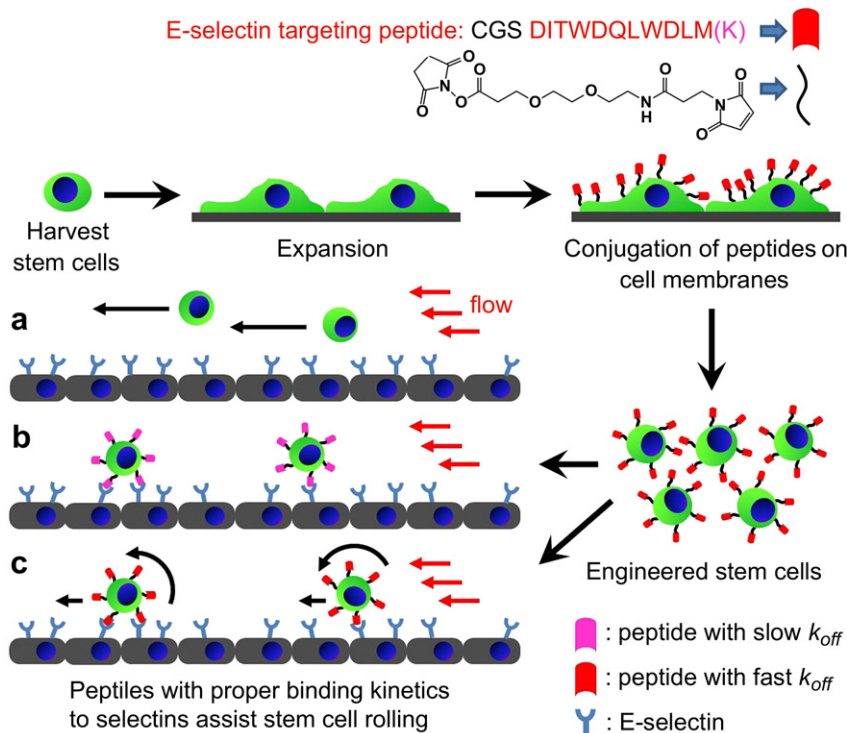 E-selectin targeting peptide: CGS DITWDQLWDLM(K)
O
O
N
O
O
O
O
N
H
O
N
O
O
Harvest
stem cells
Expansion
Conjugation of peptides on
cell membranes
a
flow
b
c
Engineered stem cells
: peptide with slow koff
: peptide with fast koff
: E-selectin
Peptiles with proper binding kinetics
to selectins assist stem cell rolling